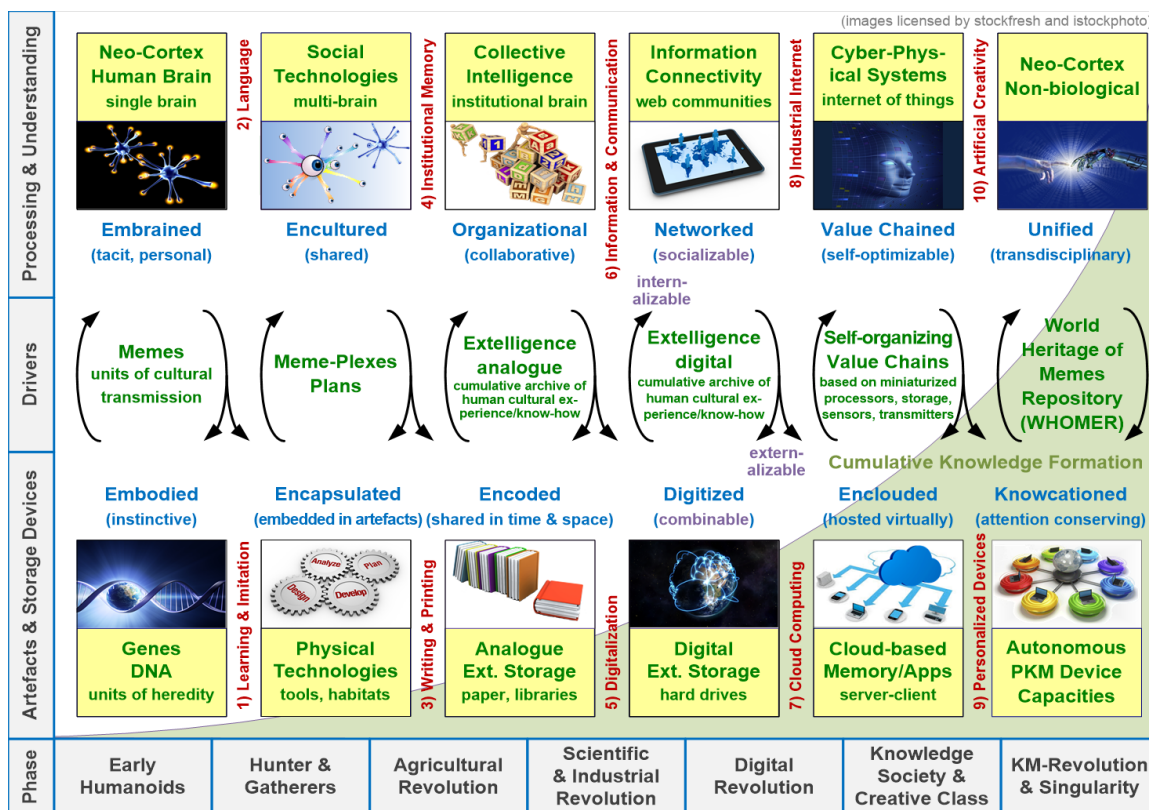 (images licensed by stockfresh and istockphoto)
Processing & Understanding
Neo-Cortex
Human Brain
single brain
Embrained
(tacit, personal)
2) Language
Social
Technologies
multi-brain
Encultured
(shared)
4) Institutional Memory
Collective
Intelligence
institutional brain
Organizational
(collaborative)
6) Information & Communication
Information
Connectivity
web communities
Networked
(socializable)
intern-
alizable
8) Industrial Internet
Cyber-Phys-
ical Systems
internet of things
Value Chained
(self-optimizable)
10) Artificial Creativity
Neo-Cortex
Non-biological
Unified
(transdisciplinary)
Drivers
Memes
units of cultural
transmission
Meme-Plexes
Plans
Extelligence
analogue
cumulative archive of
human cultural ex-
perience/know-how
Extelligence
digital
cumulative archive of
human cultural ex-
perience/know-how
extern-
alizable
Self-organizing
Value Chains
based on miniaturized
processors, storage,
sensors, transmitters
World
Heritage of
Memes
Repository
(WHOMER)
Cumulative Knowledge Formation
Artefacts & Storage Devices
Embodied
(instinctive)
Genes
DNA
units of heredity
1) Learning & Imitation
Encapsulated
(embedded in artefacts)
Analyze
Plan
Design
Develop
Physical
Technologies
tools, habitats
3) Writing & Printing
Encoded
(shared in time & space)
Analogue
Ext. Storage
paper, libraries
5) Digitalization
Digitized
(combinable)
Digital
Ext. Storage
hard drives
7) Cloud Computing
Enclouded
(hosted virtually)
Cloud-based
Memory/Apps
server-client
9) Personalized Devices
Knowcationed
(attention conserving)
Autonomous
PKM Device
Capacities
Phase
Early
Humanoids
Hunter &
Gatherers
Agricultural
Revolution
Scientific
& Industrial
Revolution
Digital
Revolution
Knowledge
Society &
Creative Class
KM-Revolution
& Singularity